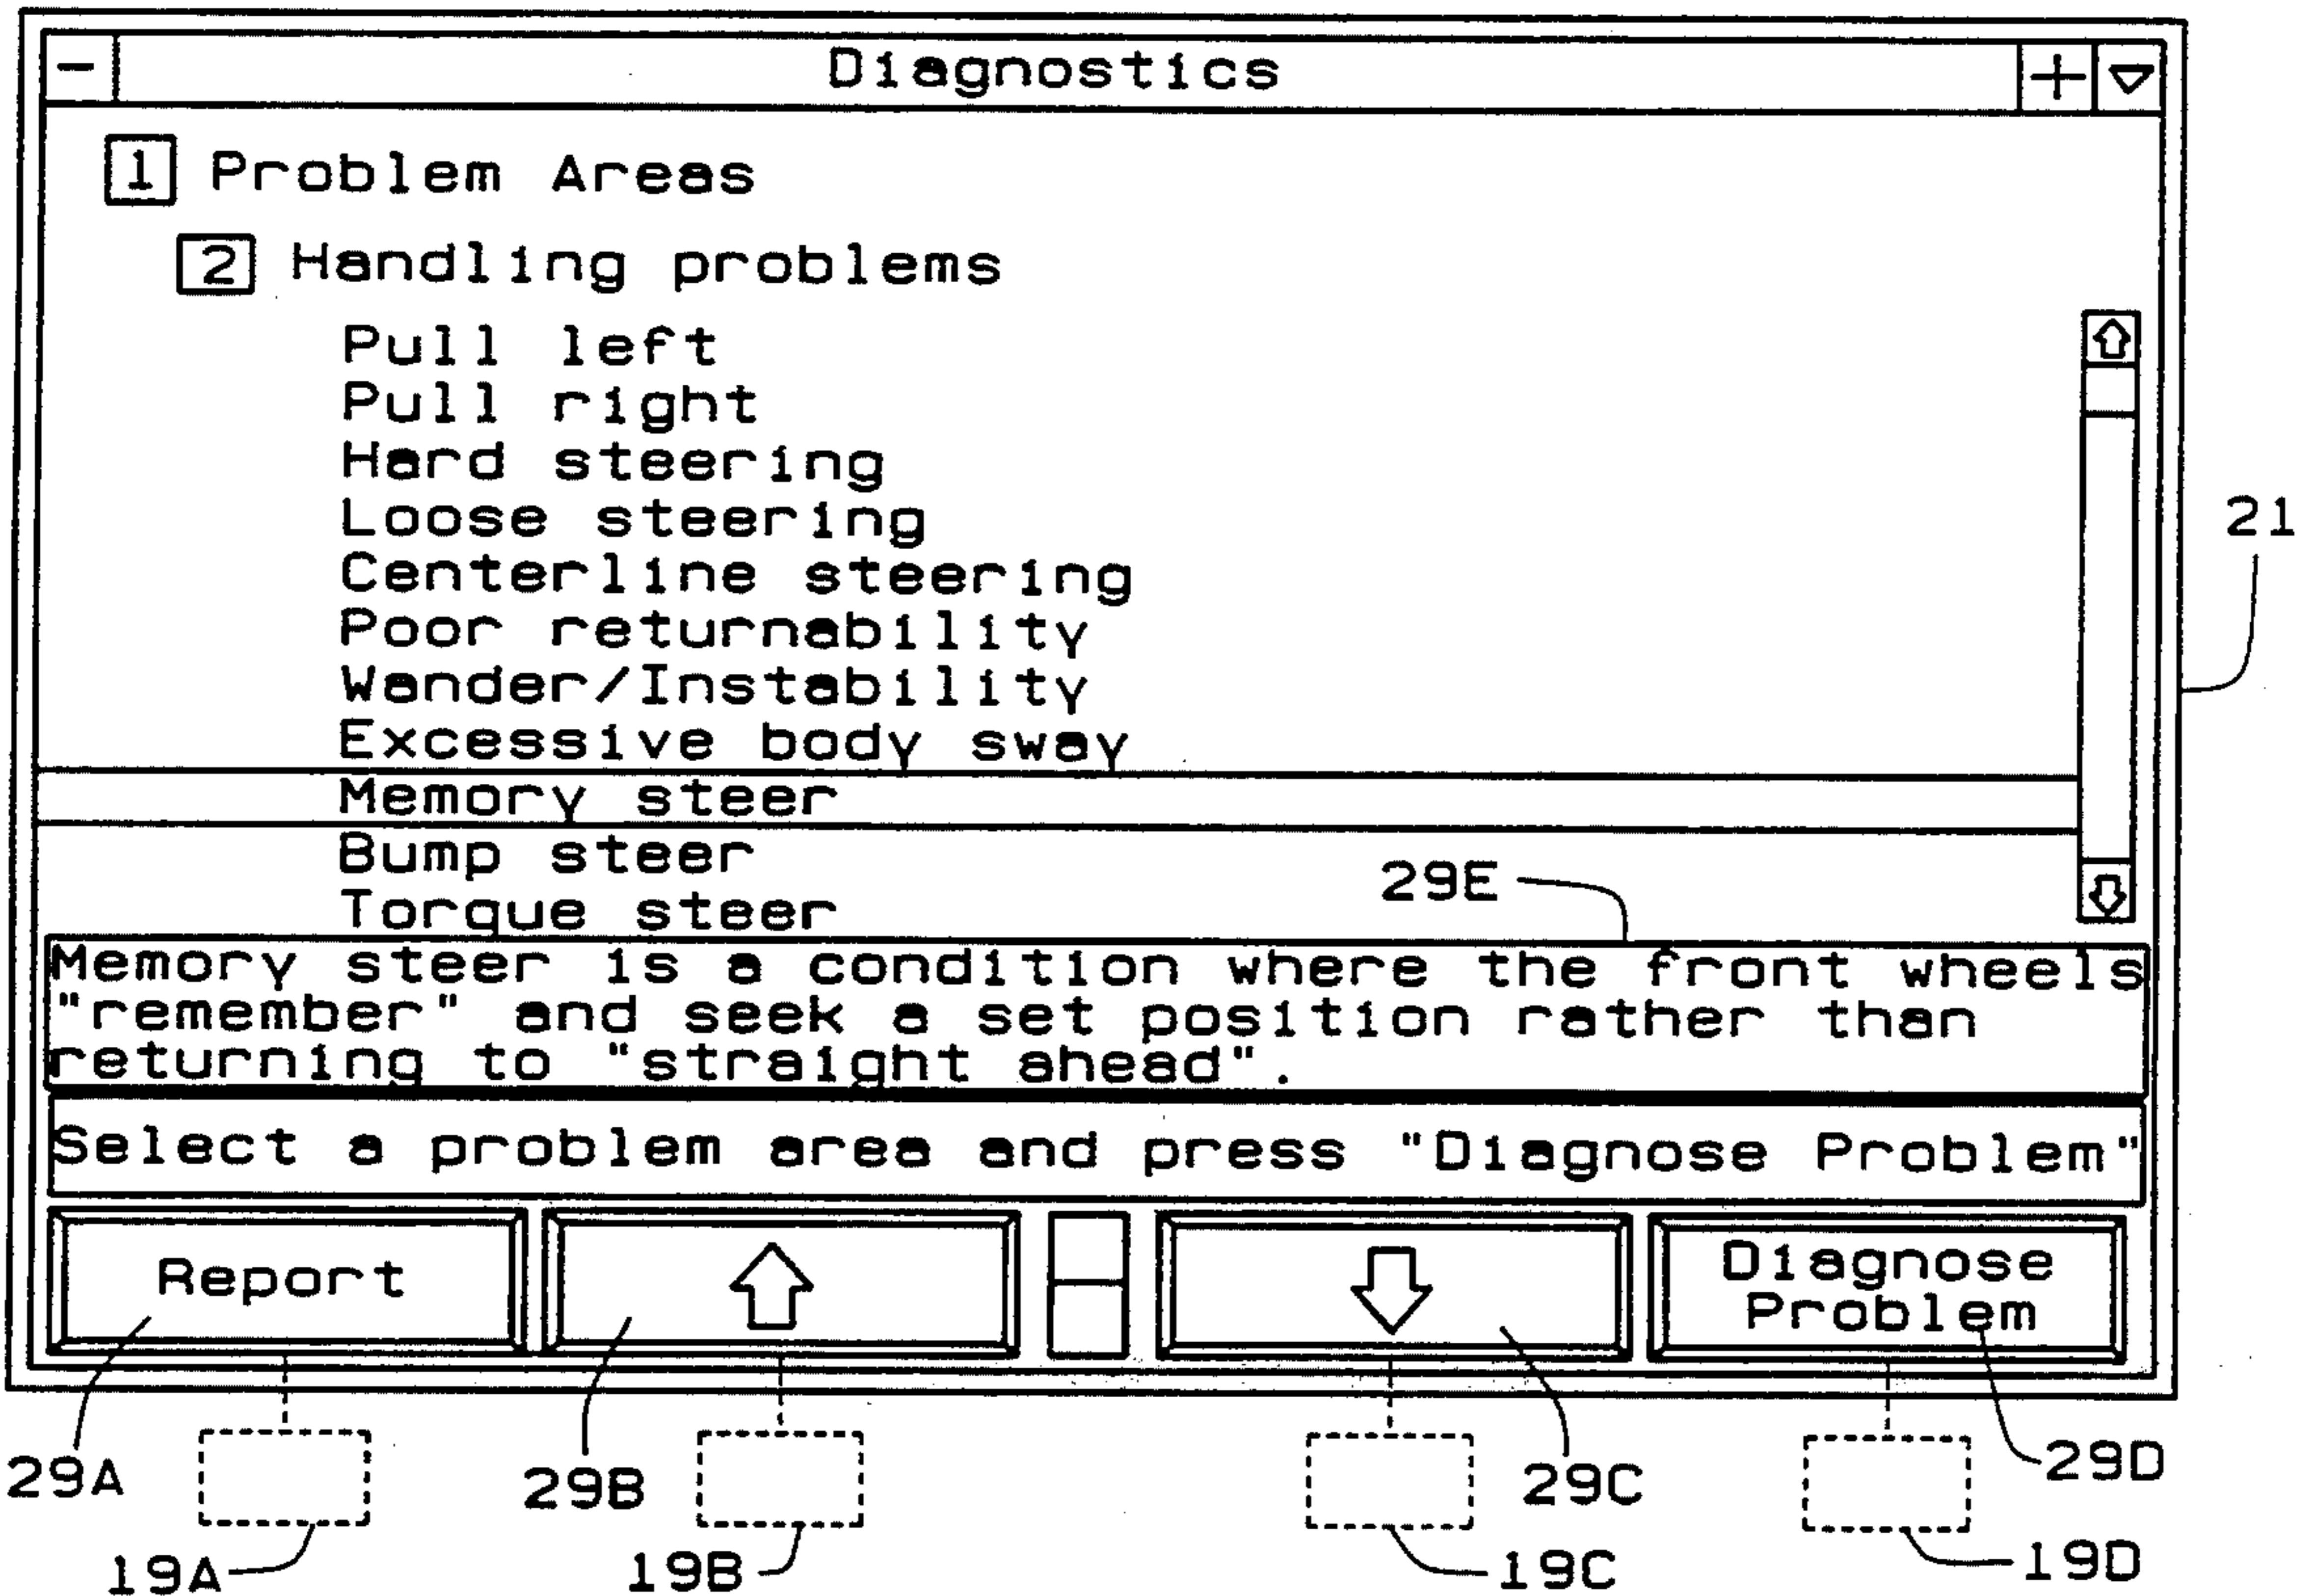 Diagnostics
1 Problem Areas
2 Handling problems
Pull left
Pull right
Hard steering
Loose steering
21
Centerline steering
Poor returnability
Wander/Instability
Excessive body sway
Memory steer
Bump steer
29E
Torque steer
Memory steer is a condition where the front wheels
"remember" and seek a set position rather than
returning to "straight ahead".
Select a problem area and press "Diagnose Problem"
Report
Diagnose
Problem
29A
29B
29C
29D
19A
19B
19C
19D